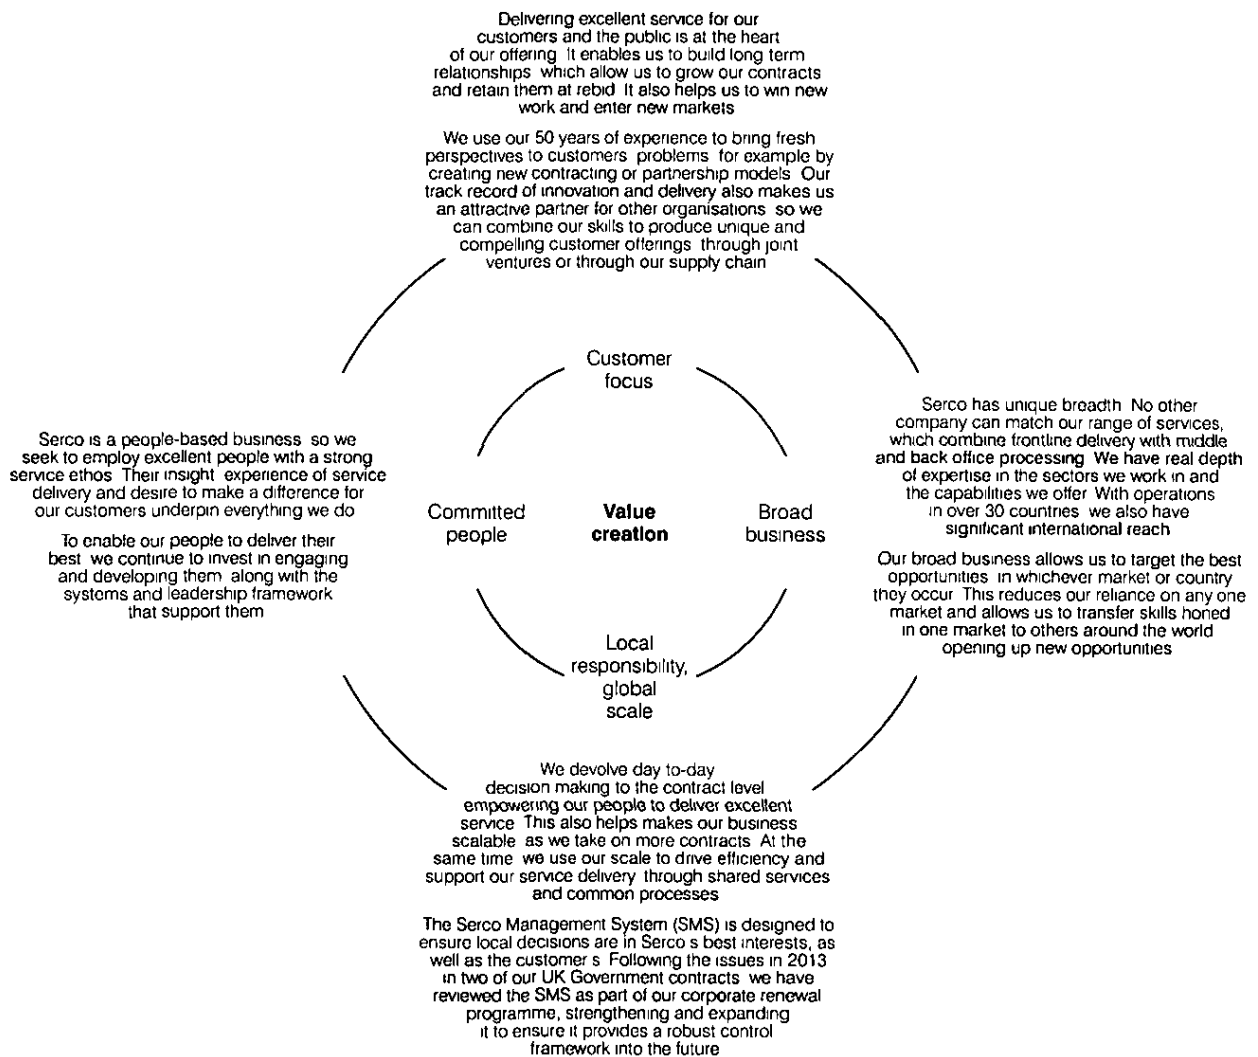 Delivering excellent service for our
customers and the public is at the heart
of our offering It enables us to build long term
relationships which allow us to grow our contracts
and retain them at rebid It also helps us to win new
work and enter new markets
We use our 50 years of experience to bring fresh
perspectives to customers problems for example by
creating new contracting or partnership models Our
track record of innovation and delivery also makes us
an attractive partner for other organisations so we
can combine our skills to produce unique and
compelling customer offerings through joint
ventures or through our supply chain
Customer
focus
Serco is a people-based business so we
seek to employ excellent people with a strong
service ethos Their insight experience of service
delivery and desire to make a difference for
our customers underpin everything we do
To enable our people to deliver their
best we continue to invest in engaging
and developing them along with the
systems and leadership framework
that support them
Committed
people
Value
creation
Broad
business
Serco has unique breadth No other
company can match our range of services,
which combine frontline delivery with middle
and back office processing We have real depth
of expertise in the sectors we work in and
the capabilities we offer With operations
in over 30 countries we also have
significant international reach
Our broad business allows us to target the best
opportunities in whichever market or country
they occur This reduces our reliance on any one
market and allows us to transfer skills honed
in one market to others around the world
opening up new opportunities
Local
responsibility,
global
scale
We devolve day to-day
decision making to the contract level
empowering our people to deliver excellent
service This also helps makes our business
scalable as we take on more contracts At the
same time we use our scale to drive efficiency and
support our service delivery through shared services
and common processes
The Serco Management System (SMS) is designed to
ensure local decisions are in Serco s best interests, as
well as the customer s Following the issues in 2013
in two of our UK Government contracts we have
reviewed the SMS as part of our corporate renewal
programme, strengthening and expanding
it to ensure it provides a robust control
framework into the future